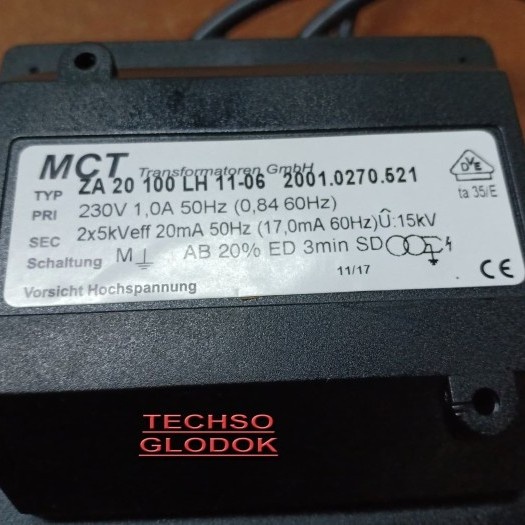 MCT Transformatoren GmbH
TYP ZA 20 100 LH 11-06 2001.0270.521
PRI 230V 1,0A 50Hz (0,84 60Hz)
SEC 2x5kVeff 20mA 50Hz (17,0mA 60Hz)Û:15kV
Schaltung M AB 20% ED 3min SD
11/17
Vorsicht Hochspannung
VDE
ta 35/E
CE
TECHSO
GLODOK